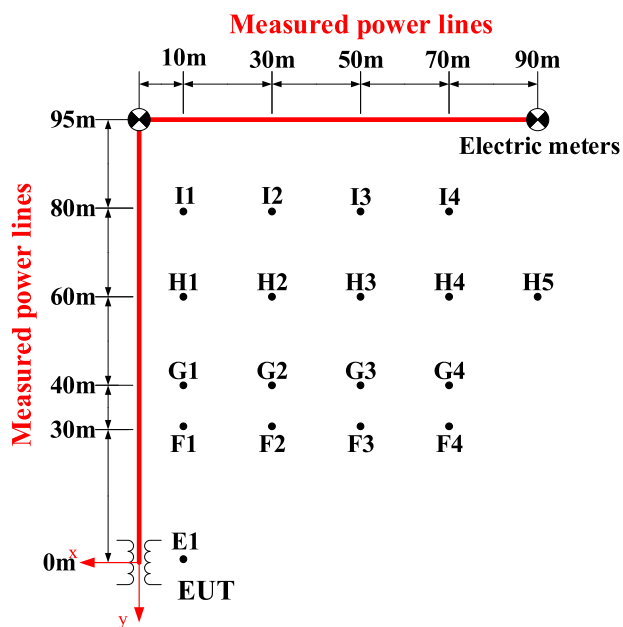 Measured power lines
10m 30m 50m 70m 90m
95m
Electric meters
Measured power lines
80m
I1 I2 I3 I4
60m
H1 H2 H3 H4 H5
40m
G1 G2 G3 G4
30m
F1 F2 F3 F4
E1
0m
x
EUT
y